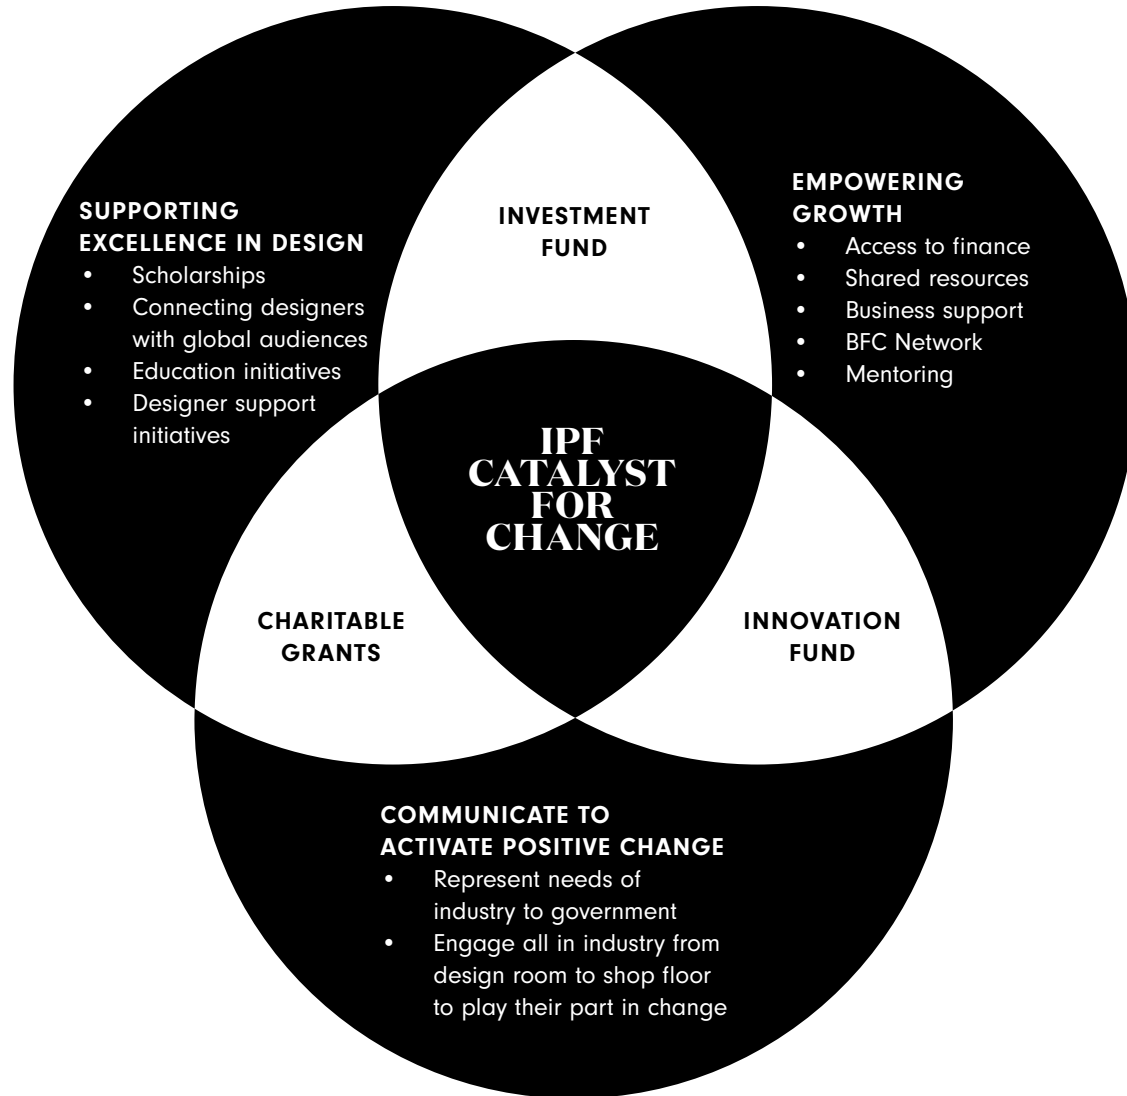 SUPPORTING
EXCELLENCE IN DESIGN
• Scholarships
• Connecting designers
with global audiences
• Education initiatives
• Designer support
initiatives
INVESTMENT
FUND
EMPOWERING
GROWTH
• Access to finance
• Shared resources
• Business support
• BFC Network
• Mentoring
IPF
CATALYST
FOR
CHANGE
CHARITABLE
GRANTS
INNOVATION
FUND
COMMUNICATE TO
ACTIVATE POSITIVE CHANGE
• Represent needs of
industry to government
• Engage all in industry from
design room to shop floor
to play their part in change